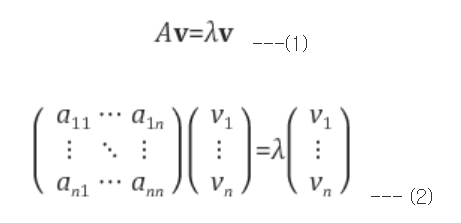 Av=λv ---(1)
( a11 ⋯ a1n ) ( v1 ) ( v1 )
( ⋮ ⋱ ⋮ ) ( ⋮ ) =λ ( ⋮ )
( an1 ⋯ ann ) ( vn ) ( vn ) --- (2)